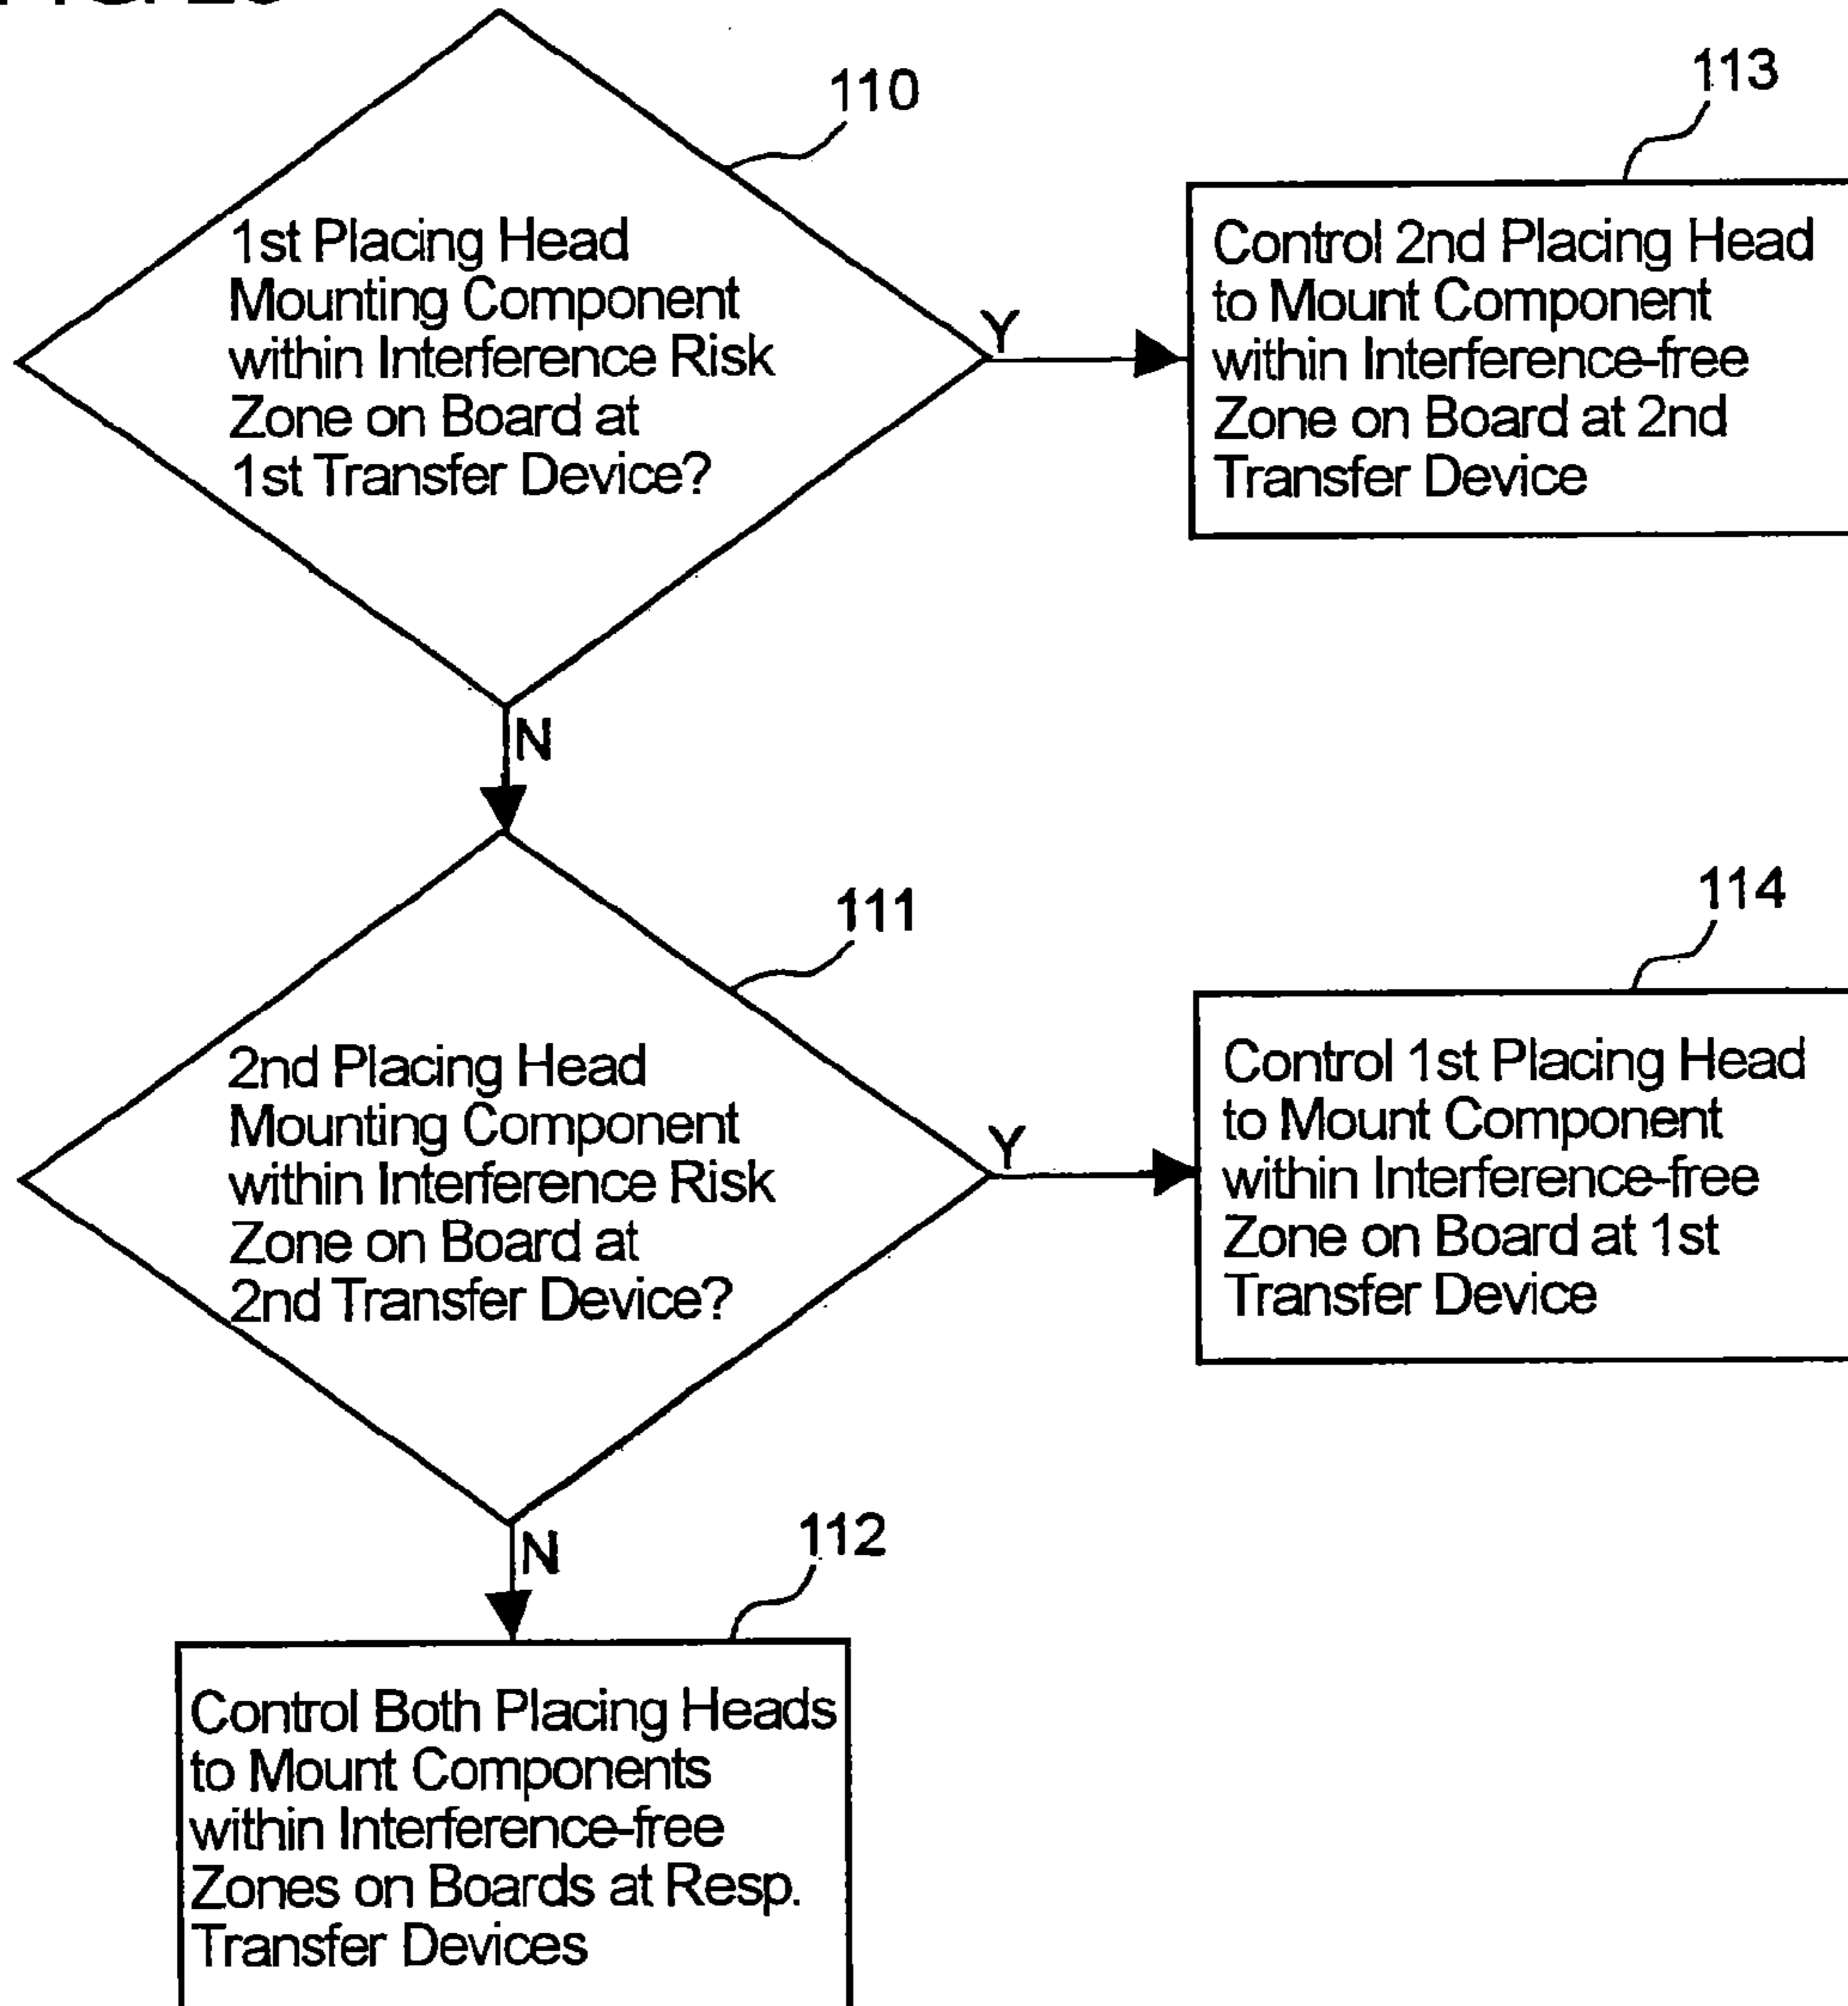 110
1st Placing Head
Mounting Component
within Interference Risk
Zone on Board at
1st Transfer Device?
Y
113
Control 2nd Placing Head
to Mount Component
within Interference-free
Zone on Board at 2nd
Transfer Device
N
111
2nd Placing Head
Mounting Component
within Interference Risk
Zone on Board at
2nd Transfer Device?
Y
114
Control 1st Placing Head
to Mount Component
within Interference-free
Zone on Board at 1st
Transfer Device
N
112
Control Both Placing Heads
to Mount Components
within Interference-free
Zones on Boards at Resp.
Transfer Devices